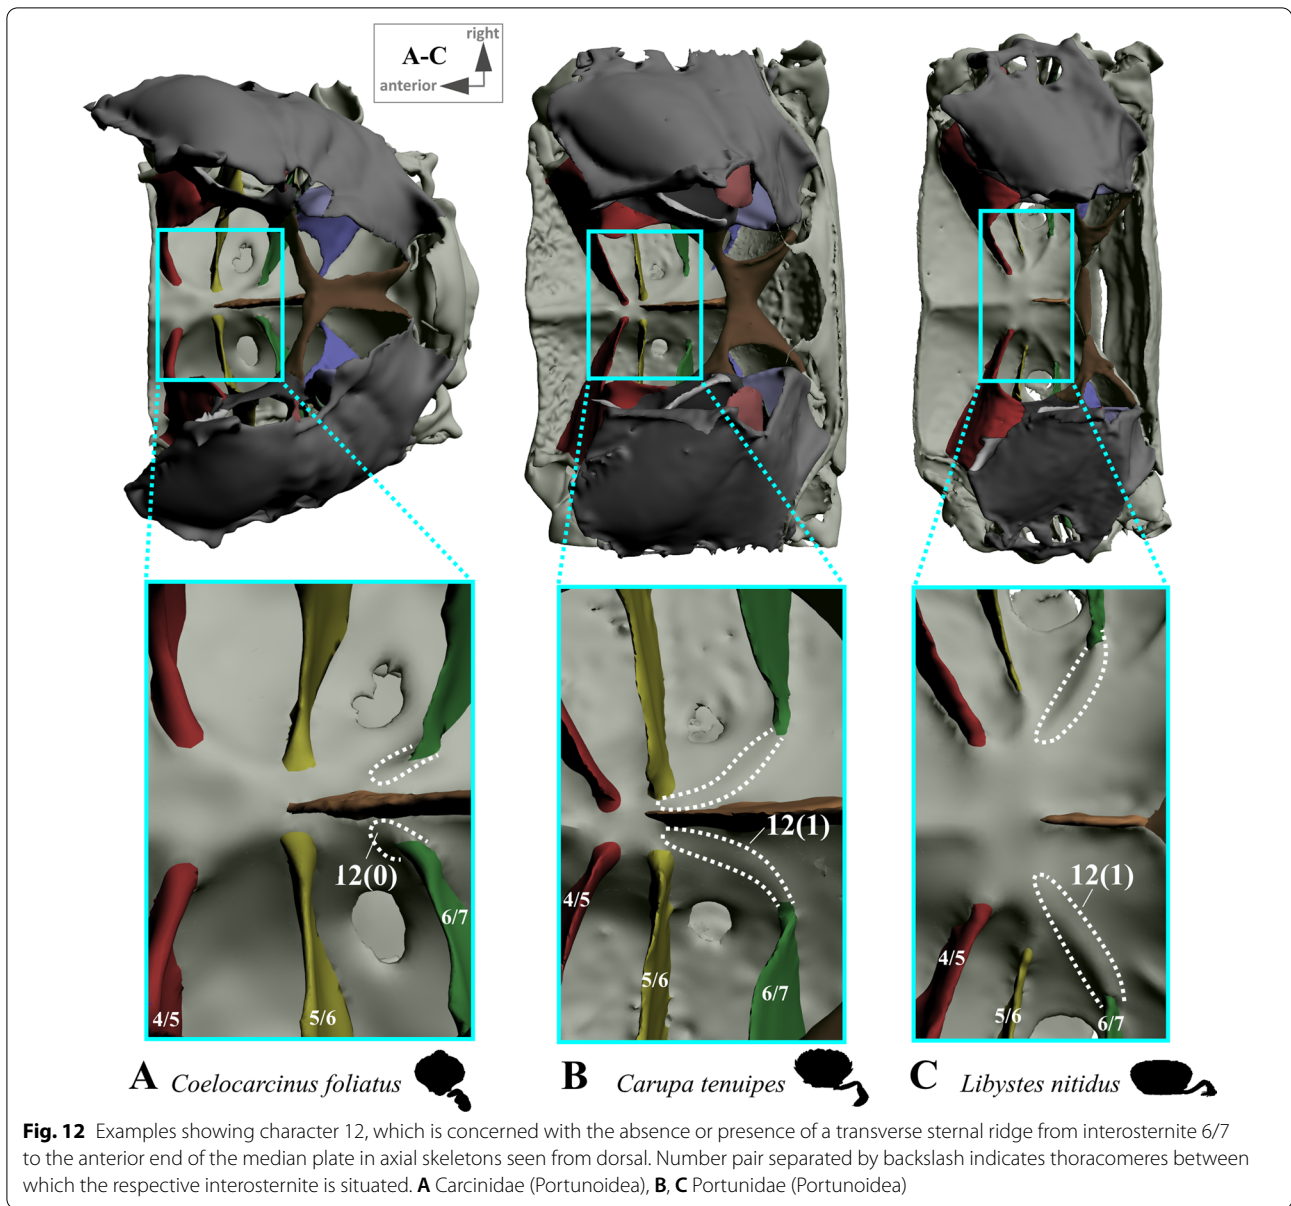 A-C
right
anterior
12(0)
4/5
5/6
6/7
12(1)
4/5
5/6
6/7
12(1)
4/5
5/6
6/7
A Coelocarcinus foliatus
B Carupa tenuipes
C Libystes nitidus
Fig. 12 Examples showing character 12, which is concerned with the absence or presence of a transverse sternal ridge from interosternite 6/7
to the anterior end of the median plate in axial skeletons seen from dorsal. Number pair separated by backslash indicates thoracomeres between
which the respective interosternite is situated. A Carcinidae (Portunoidea), B, C Portunidae (Portunoidea)